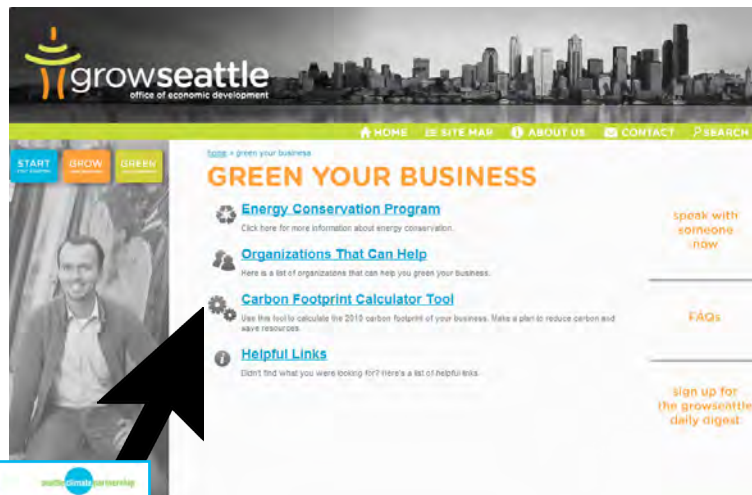 growseattle
office of economic development
HOME SITE MAP ABOUT US CONTACT SEARCH
START
GROW
GREEN
home » green your business
GREEN YOUR BUSINESS
Energy Conservation Program
Click here for more information about energy conservation.
Organizations That Can Help
Here is a list of organizations that can help you green your business.
Carbon Footprint Calculator Tool
Use this tool to calculate the 2010 carbon footprint of your business. Make a plan to reduce carbon and
save resources.
Helpful Links
Didn't find what you were looking for? Here's a list of helpful links.
speak with
someone
now
FAQs
sign up for
the growseattle
daily digest
seattleclimatepartnership